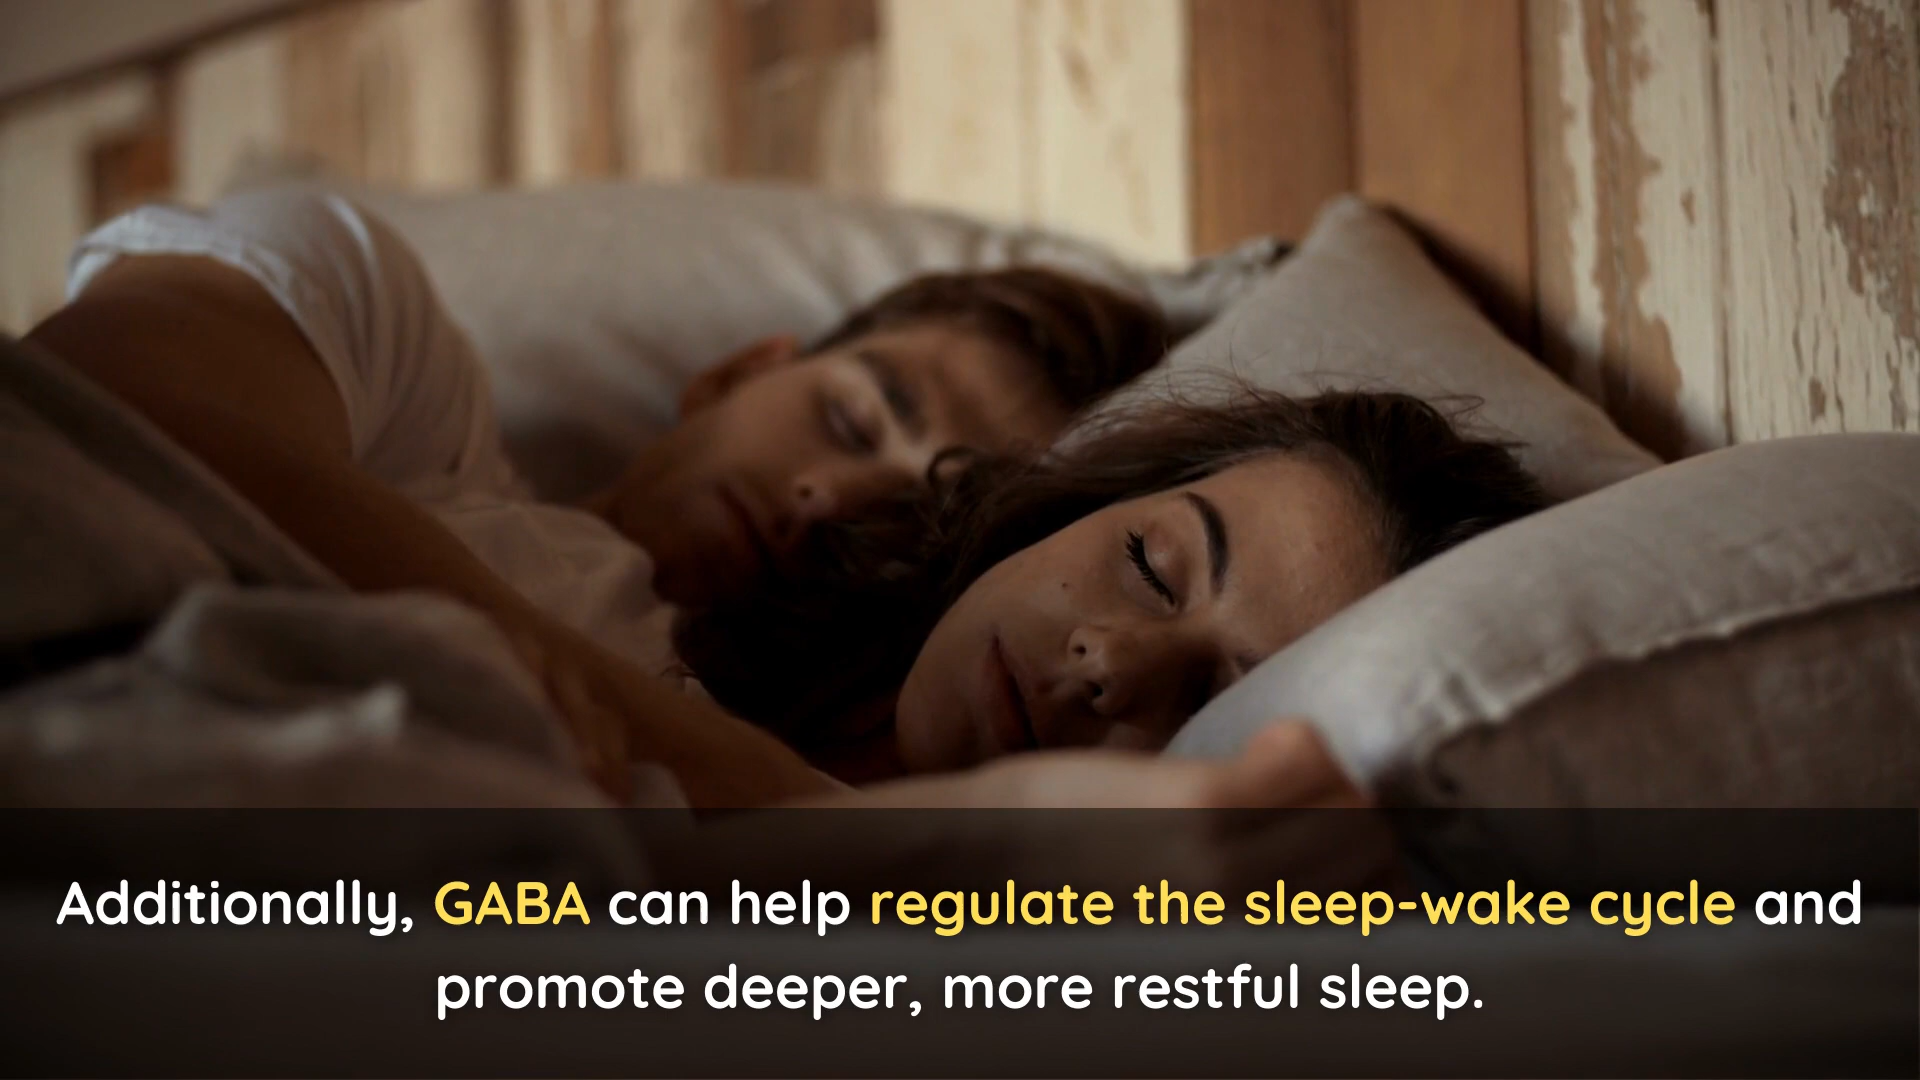 Additionally, GABA can help regulate the sleep-wake cycle and
promote deeper, more restful sleep.